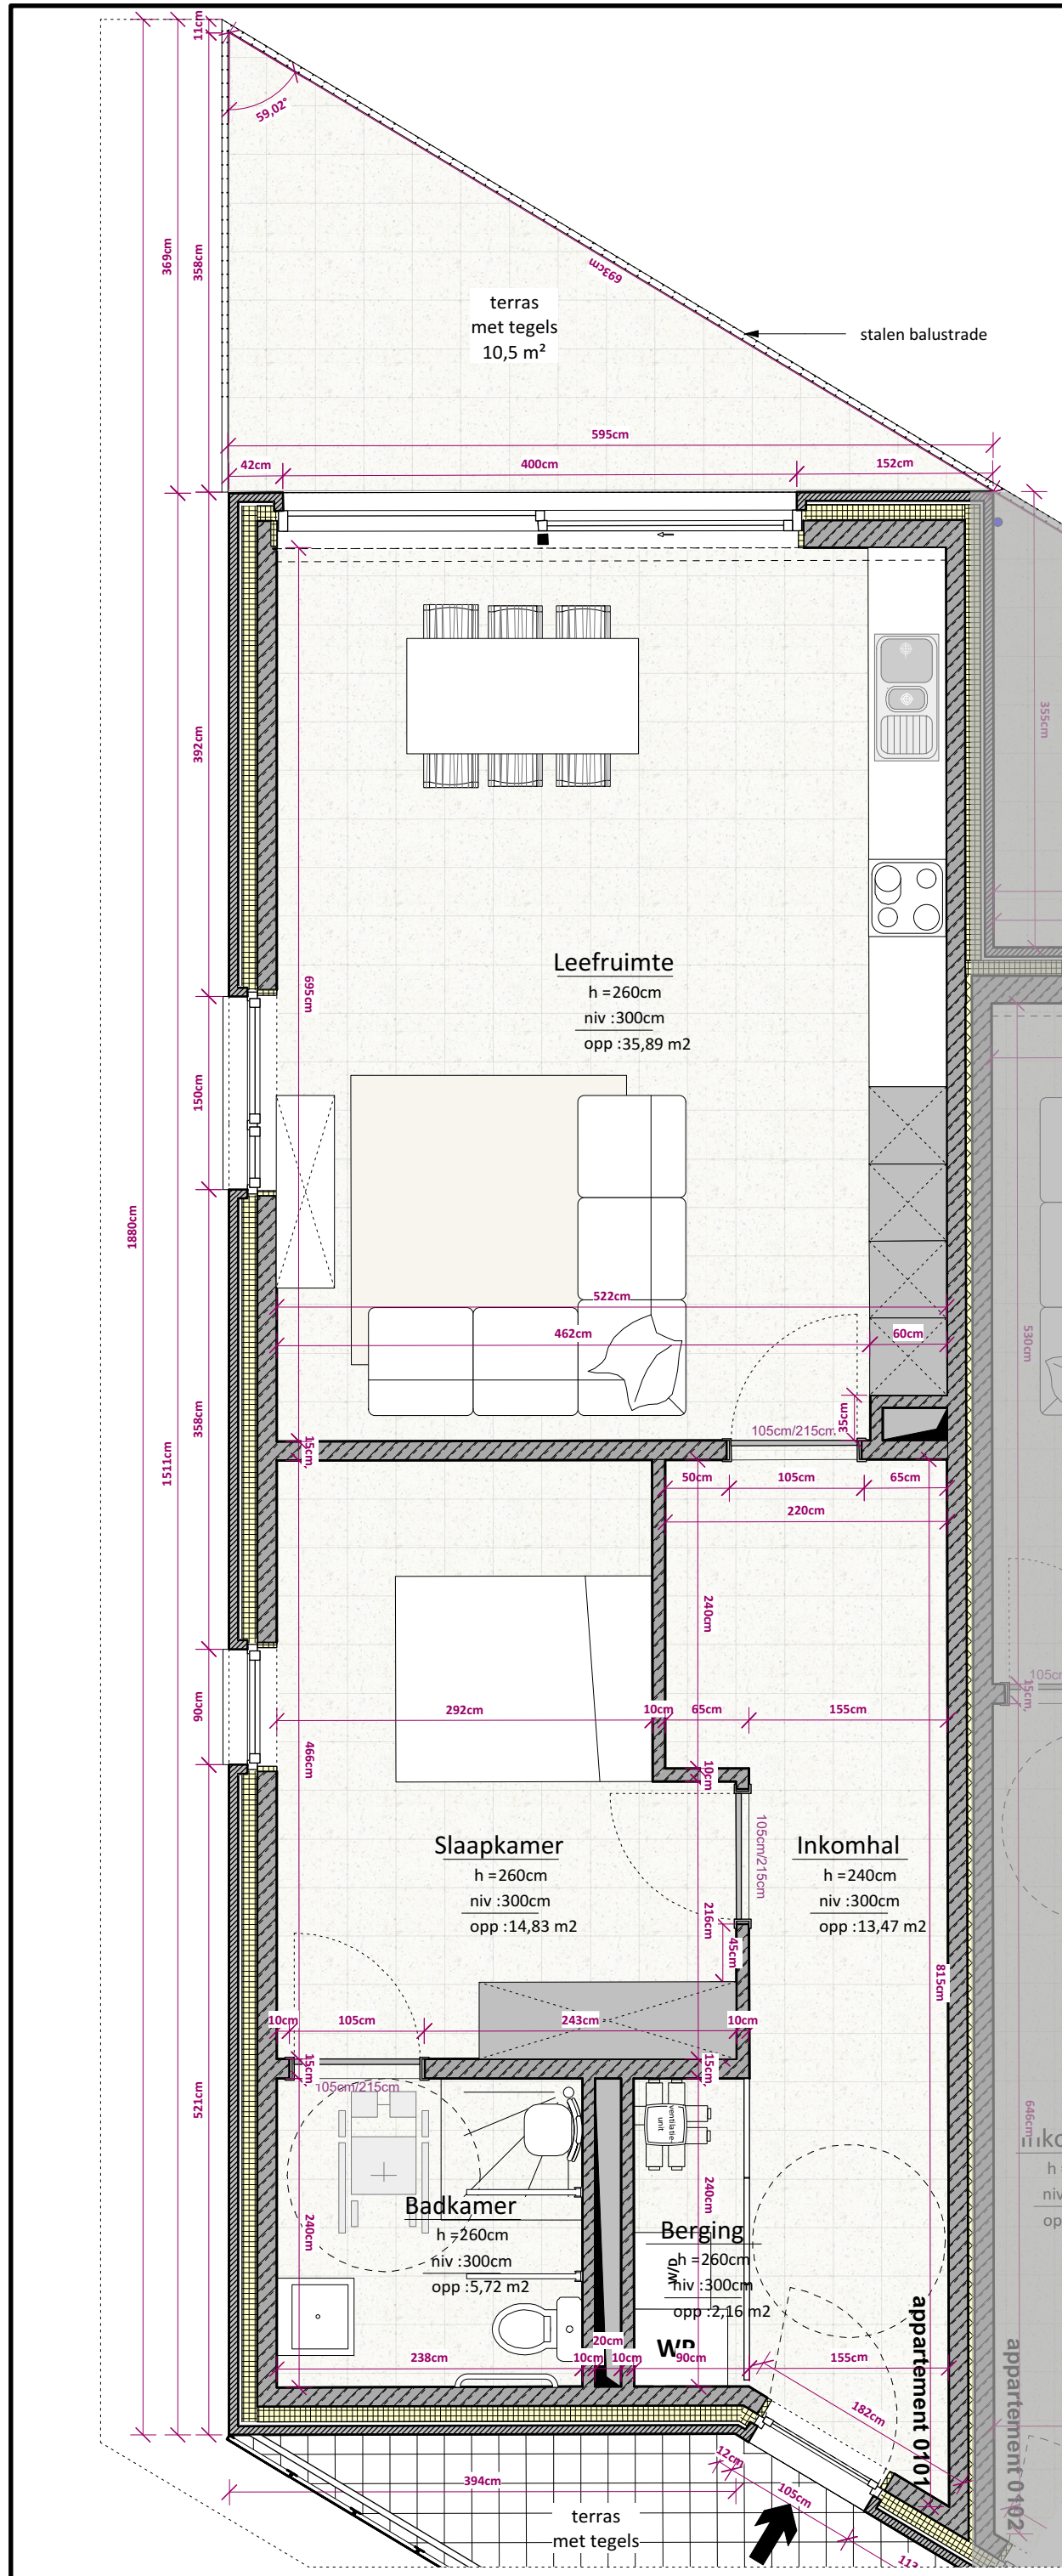 11cm
59,02°
369cm
358cm
693cm
terras
met tegels
10,5 m²
stalen balustrade
595cm
42cm
400cm
152cm
392cm
355cm
695cm
Leefruimte
h =260cm
niv :300cm
opp :35,89 m2
150cm
1880cm
522cm
462cm
60cm
530cm
358cm
35cm
105cm/215cm
15cm
1511cm
50cm
105cm
65cm
220cm
240cm
90cm
292cm
10cm
65cm
155cm
466cm
10cm
105cm/215cm
Slaapkamer
h =260cm
niv :300cm
opp :14,83 m2
Inkomhal
h =240cm
niv :300cm
opp :13,47 m2
216cm
45cm
815cm
10cm
105cm
243cm
10cm
15cm
15cm
105cm/215cm
15cm
521cm
ventilatie-
unit
646cm
240cm
240cm
Badkamer
h =260cm
niv :300cm
opp :5,72 m2
Berging
h =260cm
niv :300cm
opp :2,16 m2
W/D
WP
20cm
238cm
10cm
10cm
90cm
155cm
appartement 0101
appartement 0102
182cm
12cm
105cm
394cm
terras
met tegels